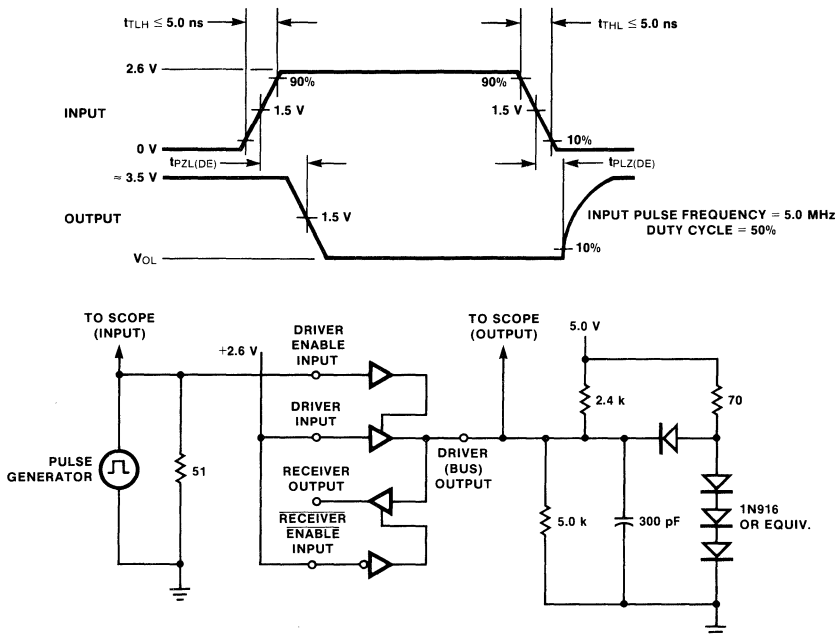 tTLH ≤ 5.0 ns
tTHL ≤ 5.0 ns
2.6 V
90%
90%
INPUT
1.5 V
1.5 V
0 V
10%
tPZL(DE)
tPLZ(DE)
≈ 3.5 V
OUTPUT
1.5 V
INPUT PULSE FREQUENCY = 5.0 MHz
DUTY CYCLE = 50%
10%
VOL
TO SCOPE
(INPUT)
+2.6 V
DRIVER
ENABLE
INPUT
TO SCOPE
(OUTPUT)
5.0 V
2.4 k
70
DRIVER
INPUT
PULSE
GENERATOR
51
RECEIVER
OUTPUT
DRIVER
(BUS)
OUTPUT
RECEIVER
ENABLE
INPUT
5.0 k
300 pF
1N916
OR EQUIV.